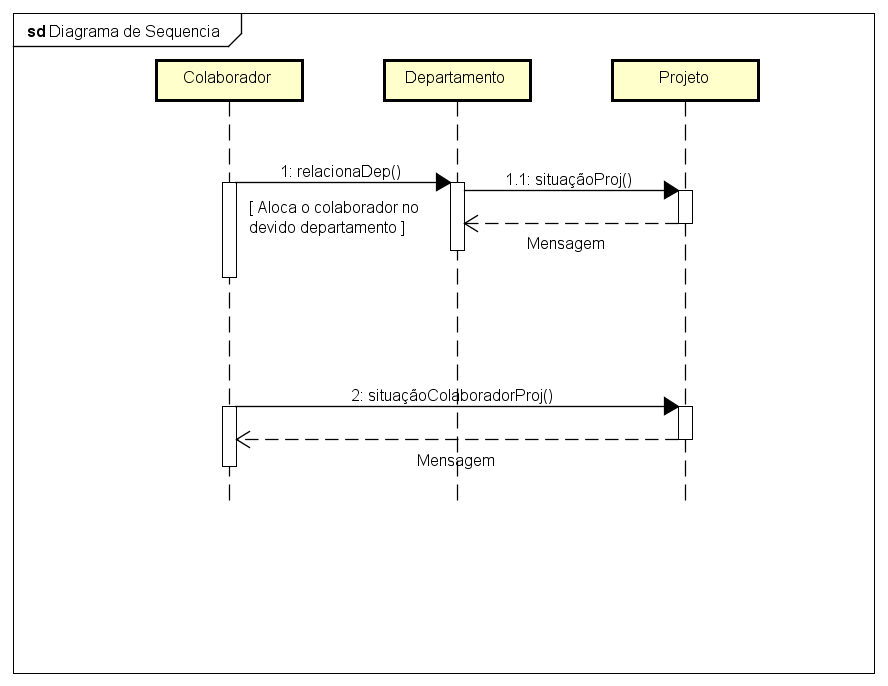 sd Diagrama de Sequencia
Colaborador
Departamento
Projeto
1: relacionaDep()
1.1: situaçãoProj()
[ Aloca o colaborador no
devido departamento ]
Mensagem
2: situaçãoColaboradorProj()
Mensagem